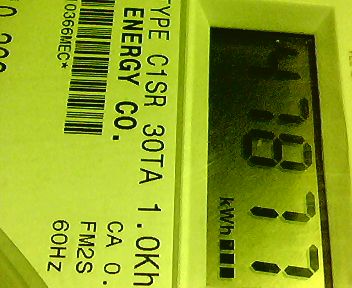 47877
kWh
TYPE C1SR 30TA 1.0Kh
ENERGY CO.
CA 0.
FM2S
60Hz
0366MEC*